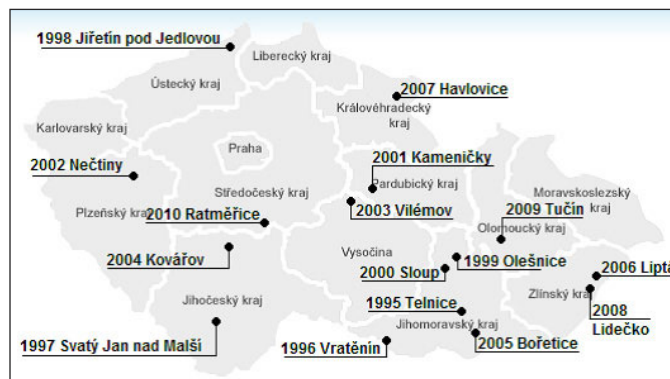 1998 Jiřetín pod Jedlovou
Liberecký kraj
Ústecký kraj
2007 Havlovice
Královéhradecký
kraj
Karlovarský kraj
Praha
2001 Kameničky
2002 Nečtiny
Středočeský kraj
Pardubický kraj
Moravskoslezský
kraj
Plzeňský kraj
2010 Ratměřice
2003 Vilémov
2009 Tučín
Olomoucký kraj
2004 Kovářov
Vysočina
1999 Olešnice
2000 Sloup
2006 Liptá
Zlínský kraj
Jihočeský kraj
1995 Telnice
2008
Lidečko
Jihomoravský kraj
1997 Svatý Jan nad Malší
1996 Vratěnín
2005 Bořetice